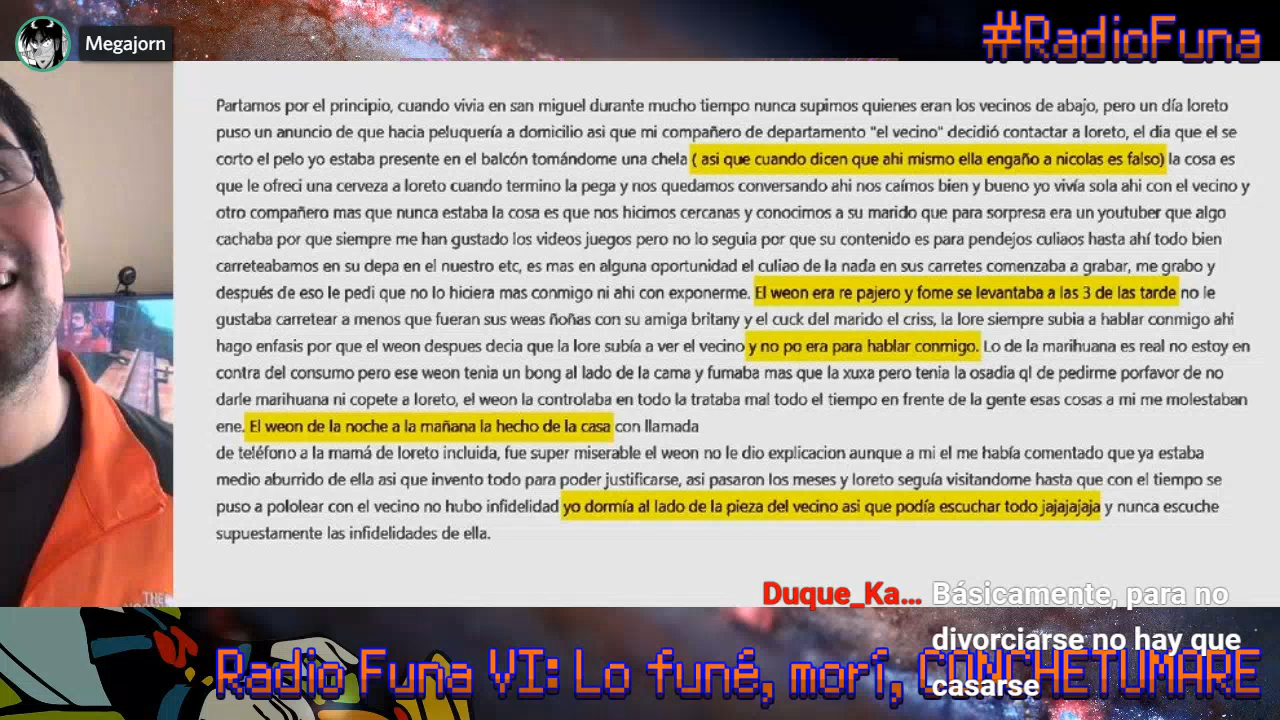 Megajorn
#RadioFuna
Partamos por el principio, cuando vivia en san miguel durante mucho tiempo nunca supimos quienes eran los vecinos de abajo, pero un día loreto
puso un anuncio de que hacia peluquería a domicilio asi que mi compañero de departamento "el vecino" decidió contactar a loreto, el dia que el se
corto el pelo yo estaba presente en el balcón tomándome una chela ( asi que cuando dicen que ahi mismo ella engaño a nicolas es falso) la cosa es
que le ofreci una cerveza a loreto cuando termino la pega y nos quedamos conversando ahi nos caímos bien y bueno yo vivía sola ahi con el vecino y
otro compañero mas que nunca estaba la cosa es que nos hicimos cercanas y conocimos a su marido que para sorpresa era un youtuber que algo
cachaba por que siempre me han gustado los videos juegos pero no lo seguia por que su contenido es para pendejos culiaos hasta ahí todo bien
carreteabamos en su depa en el nuestro etc, es mas en alguna oportunidad el culiao de la nada en sus carretes comenzaba a grabar, me grabo y
después de eso le pedi que no lo hiciera mas conmigo ni ahi con exponerme. El weon era re pajero y fome se levantaba a las 3 de las tarde no le
gustaba carretear a menos que fueran sus weas ñoñas con su amiga britany y el cuck del marido el criss, la lore siempre subia a hablar conmigo ahi
hago enfasis por que el weon despues decia que la lore subía a ver el vecino y no po era para hablar conmigo. Lo de la marihuana es real no estoy en
contra del consumo pero ese weon tenia un bong al lado de la cama y fumaba mas que la xuxa pero tenia la osadia ql de pedirme porfavor de no
darle marihuana ni copete a loreto, el weon la controlaba en todo la trataba mal todo el tiempo en frente de la gente esas cosas a mi me molestaban
ene. El weon de la noche a la mañana la hecho de la casa con llamada
de teléfono a la mamá de loreto incluida, fue super miserable el weon no le dio explicacion aunque a mi el me había comentado que ya estaba
medio aburrido de ella asi que invento todo para poder justificarse, asi pasaron los meses y loreto seguía visitandome hasta que con el tiempo se
puso a pololear con el vecino no hubo infidelidad yo dormía al lado de la pieza del vecino asi que podía escuchar todo jajajajaja y nunca escuche
supuestamente las infidelidades de ella.
THE
Duque_Ka... Básicamente, para no
divorciarse no hay que
casarse
Radio Funa VI: Lo funé, morí, CONCHETUMARE